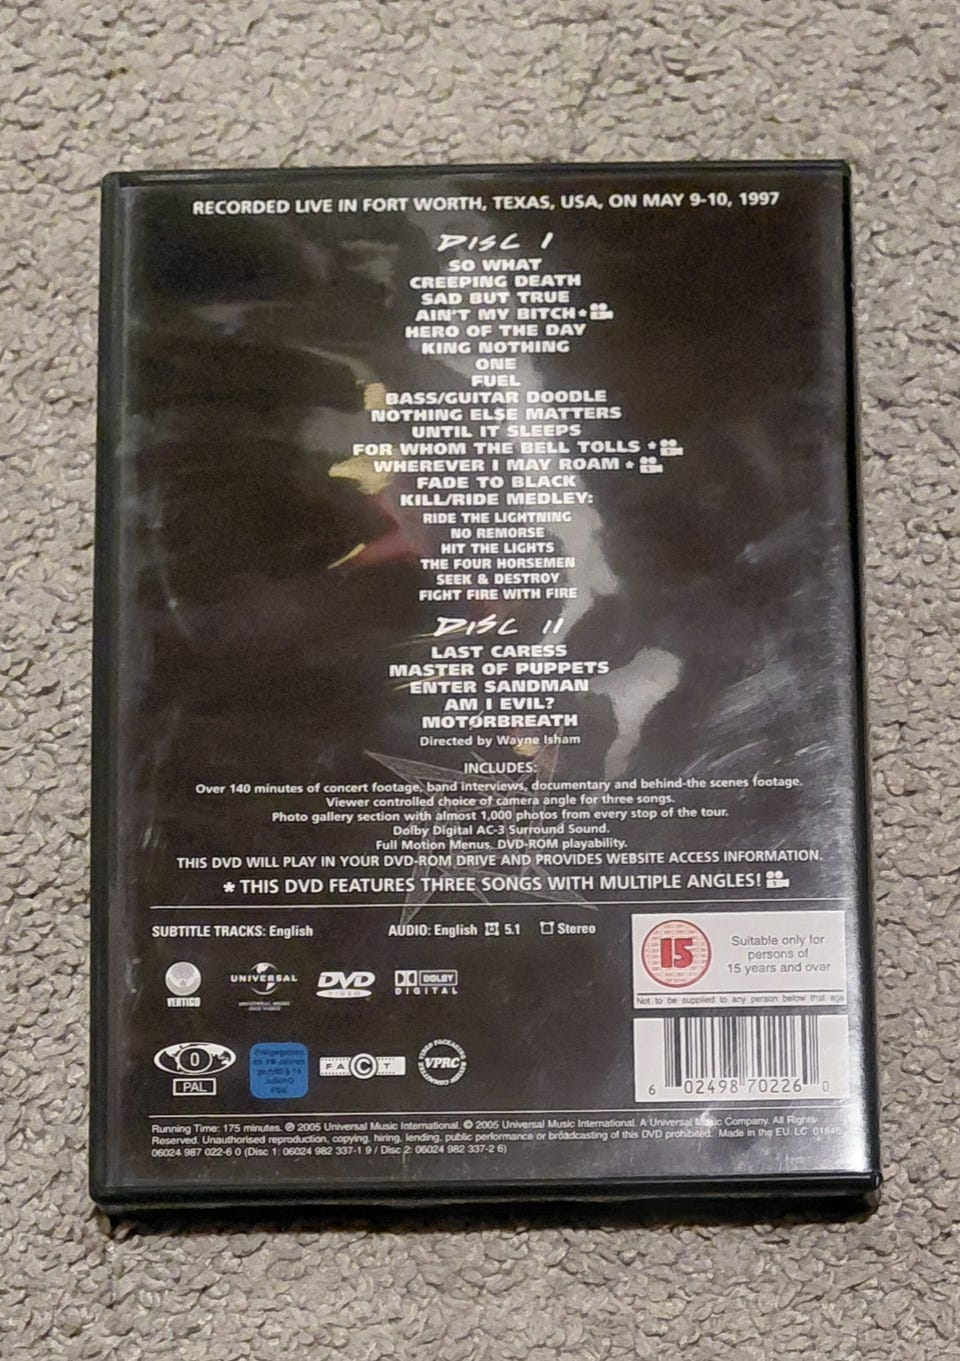 RECORDED LIVE IN FORT WORTH, TEXAS, USA, ON MAY 9-10, 1997
DISC I
SO WHAT
CREEPING DEATH
SAD BUT TRUE
AIN'T MY BITCH*
HERO OF THE DAY
KING NOTHING
ONE
FUEL
BASS/GUITAR DOODLE
NOTHING ELSE MATTERS
UNTIL IT SLEEPS
FOR WHOM THE BELL TOLLS *
WHEREVER I MAY ROAM *
FADE TO BLACK
KILL/RIDE MEDLEY:
RIDE THE LIGHTNING
NO REMORSE
HIT THE LIGHTS
THE FOUR HORSEMEN
SEEK & DESTROY
FIGHT FIRE WITH FIRE
DISC II
LAST CARESS
MASTER OF PUPPETS
ENTER SANDMAN
AM I EVIL?
MOTORBREATH
Directed by Wayne Isham
INCLUDES:
Over 140 minutes of concert footage, band interviews, documentary and behind-the scenes footage.
Viewer controlled choice of camera angle for three songs.
Photo gallery section with almost 1,000 photos from every stop of the tour.
Dolby Digital AC-3 Surround Sound.
Full Motion Menus. DVD-ROM playability.
THIS DVD WILL PLAY IN YOUR DVD-ROM DRIVE AND PROVIDES WEBSITE ACCESS INFORMATION.
* THIS DVD FEATURES THREE SONGS WITH MULTIPLE ANGLES!
SUBTITLE TRACKS: English AUDIO: English 5.1 Stereo
15
Suitable only for
persons of
15 years and over
Not to be supplied to any person below that age
VERTIGO
UNIVERSAL
DVD
VIDEO
DOLBY
DIGITAL
0
PAL
FACT
VIDEO PACKAGING REVIEW COMMITTEE
VPRC
6 02498 70226 0
Running Time: 175 minutes. ℗ 2005 Universal Music International. © 2005 Universal Music International. A Universal Music Company. All Rights
Reserved. Unauthorised reproduction, copying, hiring, lending, public performance or broadcasting of this DVD prohibited. Made in the EU. LC 01846
06024 987 022-6 0 (Disc 1: 06024 982 337-1 9 / Disc 2: 06024 982 337-2 6)